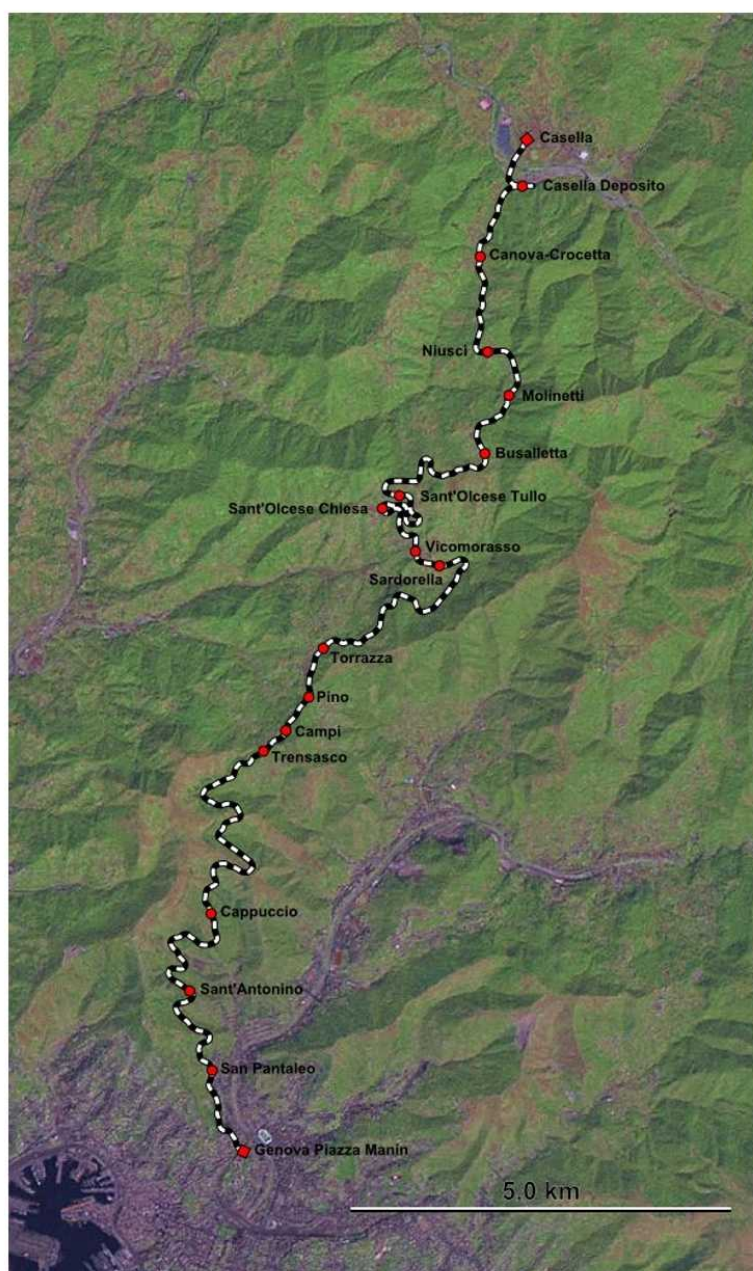 Casella
Casella Deposito
Canova-Crocetta
Niusci
Molinetti
Busalletta
Sant'Olcese Tullo
Sant'Olcese Chiesa
Vicomorasso
Sardorella
Torrazza
Pino
Campi
Trensasco
Cappuccio
Sant'Antonino
San Pantaleo
Genova Piazza Manin
5.0 km